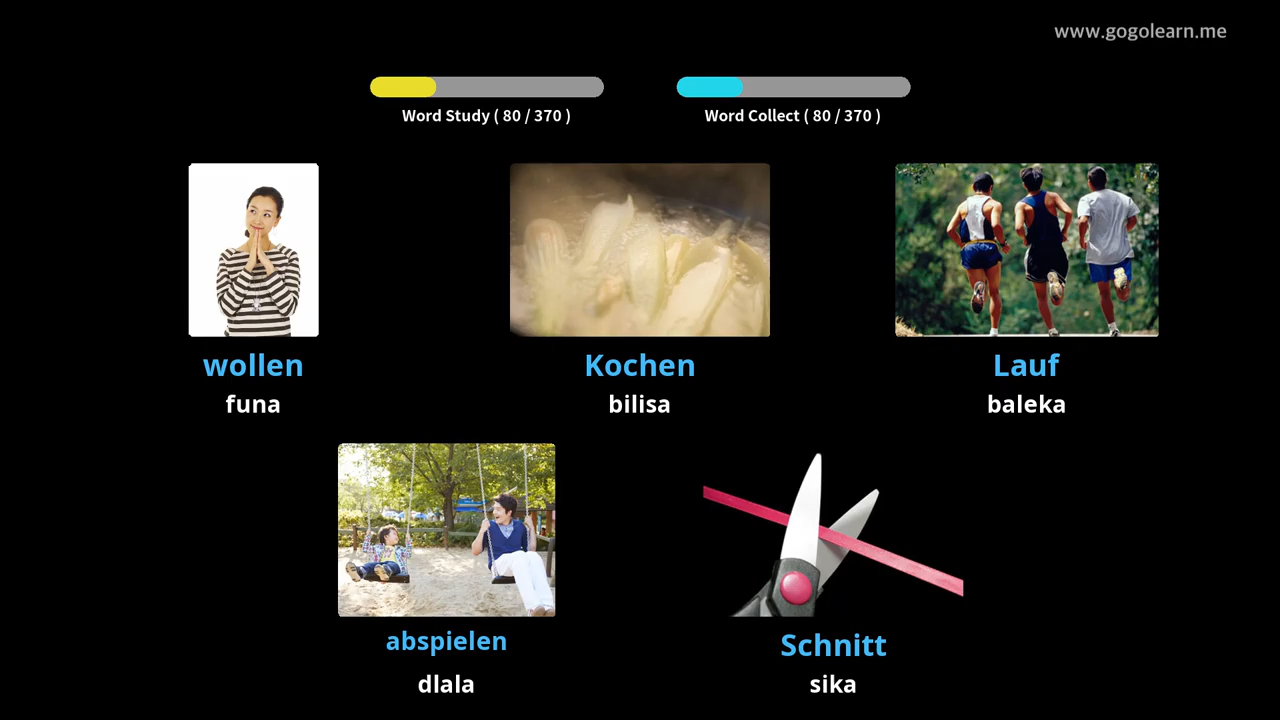 www.gogolearn.me
Word Study ( 80 / 370 )
Word Collect ( 80 / 370 )
wollen
funa
Kochen
bilisa
Lauf
baleka
abspielen
dlala
Schnitt
sika